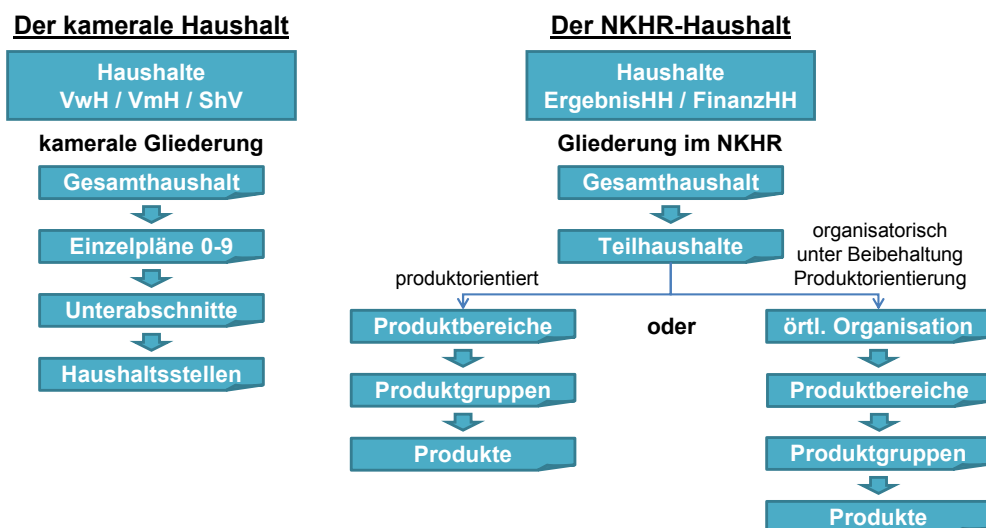 Der kamerale Haushalt
Haushalte
VwH / VmH / ShV
kamerale Gliederung
Gesamthaushalt
Einzelpläne 0-9
Unterabschnitte
Haushaltsstellen
Der NKHR-Haushalt
Haushalte
ErgebnisHH / FinanzHH
Gliederung im NKHR
Gesamthaushalt
Teilhaushalte
produktorientiert
organisatorisch
unter Beibehaltung
Produktorientierung
Produktbereiche
Produktgruppen
Produkte
oder
örtl. Organisation
Produktbereiche
Produktgruppen
Produkte